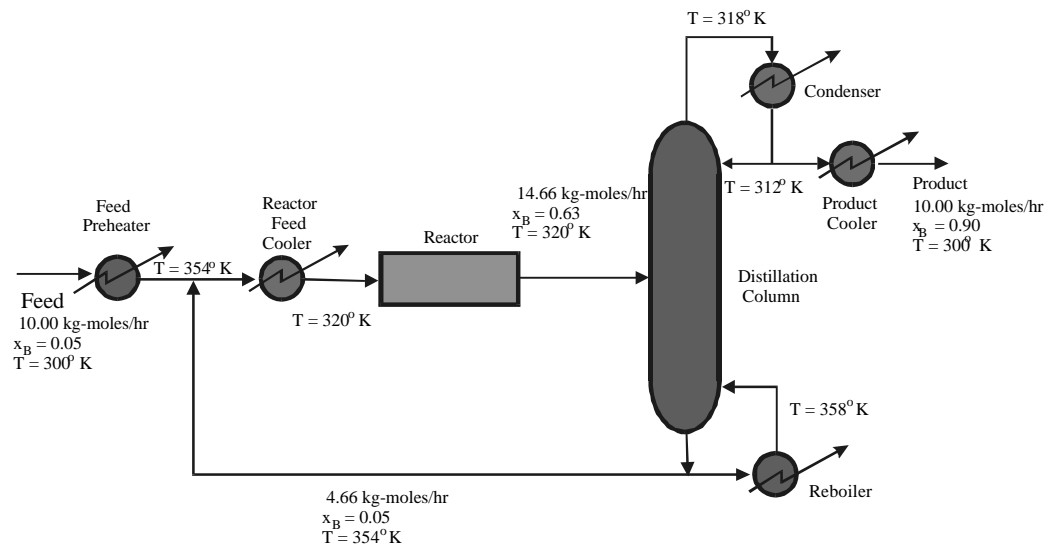 T = 318° K
Condenser
T = 312° K
Product
Cooler
Product
10.00 kg-moles/hr
x_B = 0.90
T = 300° K
14.66 kg-moles/hr
x_B = 0.63
T = 320° K
Feed
Preheater
Reactor
Feed
Cooler
Reactor
T = 354° K
Feed
10.00 kg-moles/hr
x_B = 0.05
T = 300° K
T = 320° K
Distillation
Column
T = 358° K
Reboiler
4.66 kg-moles/hr
x_B = 0.05
T = 354° K